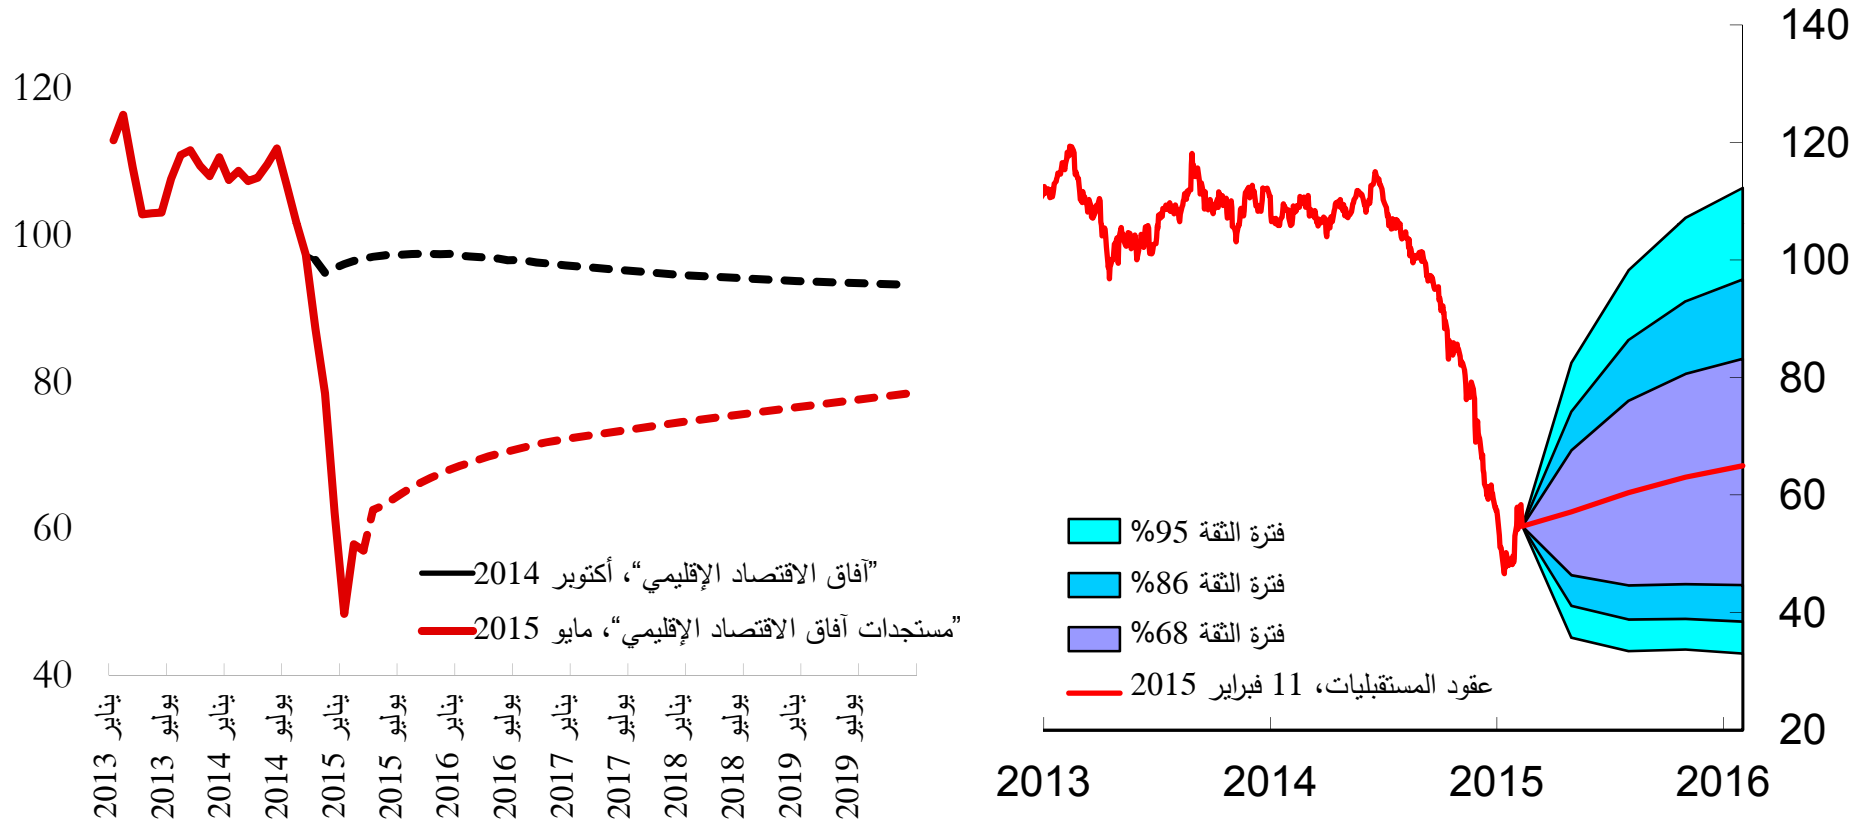 120
100
80
60
40
”آفاق الاقتصاد الإقليمي“، أكتوبر 2014
”مستجدات آفاق الاقتصاد الإقليمي“، مايو 2015
يناير 2013
يوليو 2013
يناير 2014
يوليو 2014
يناير 2015
يوليو 2015
يناير 2016
يوليو 2016
يناير 2017
يوليو 2017
يناير 2018
يوليو 2018
يناير 2019
يوليو 2019
140
120
100
80
60
40
20
فترة الثقة 95%
فترة الثقة 86%
فترة الثقة 68%
عقود المستقبليات، 11 فبراير 2015
2013
2014
2015
2016